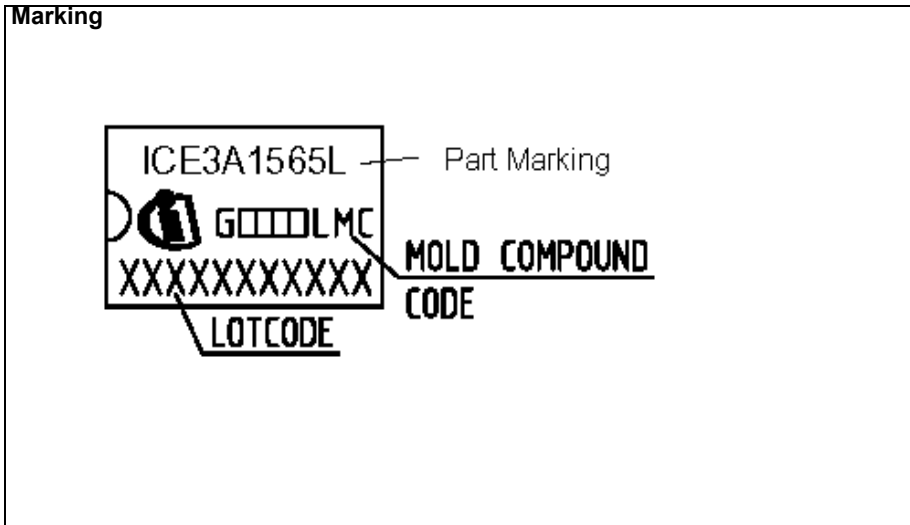 Marking
ICE3A1565L
Part Marking
G□□□□LMC
XXXXXXXXXXX
MOLD COMPOUND
CODE
LOTCODE